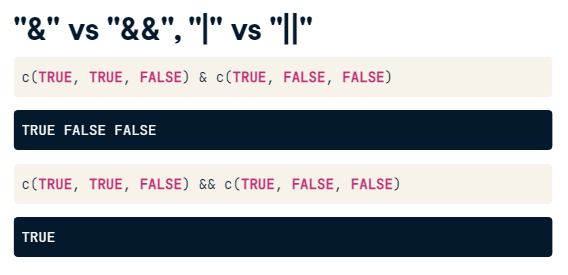 "&" vs "&&", "|" vs "||"
c(TRUE, TRUE, FALSE) & c(TRUE, FALSE, FALSE)
TRUE FALSE FALSE
c(TRUE, TRUE, FALSE) && c(TRUE, FALSE, FALSE)
TRUE